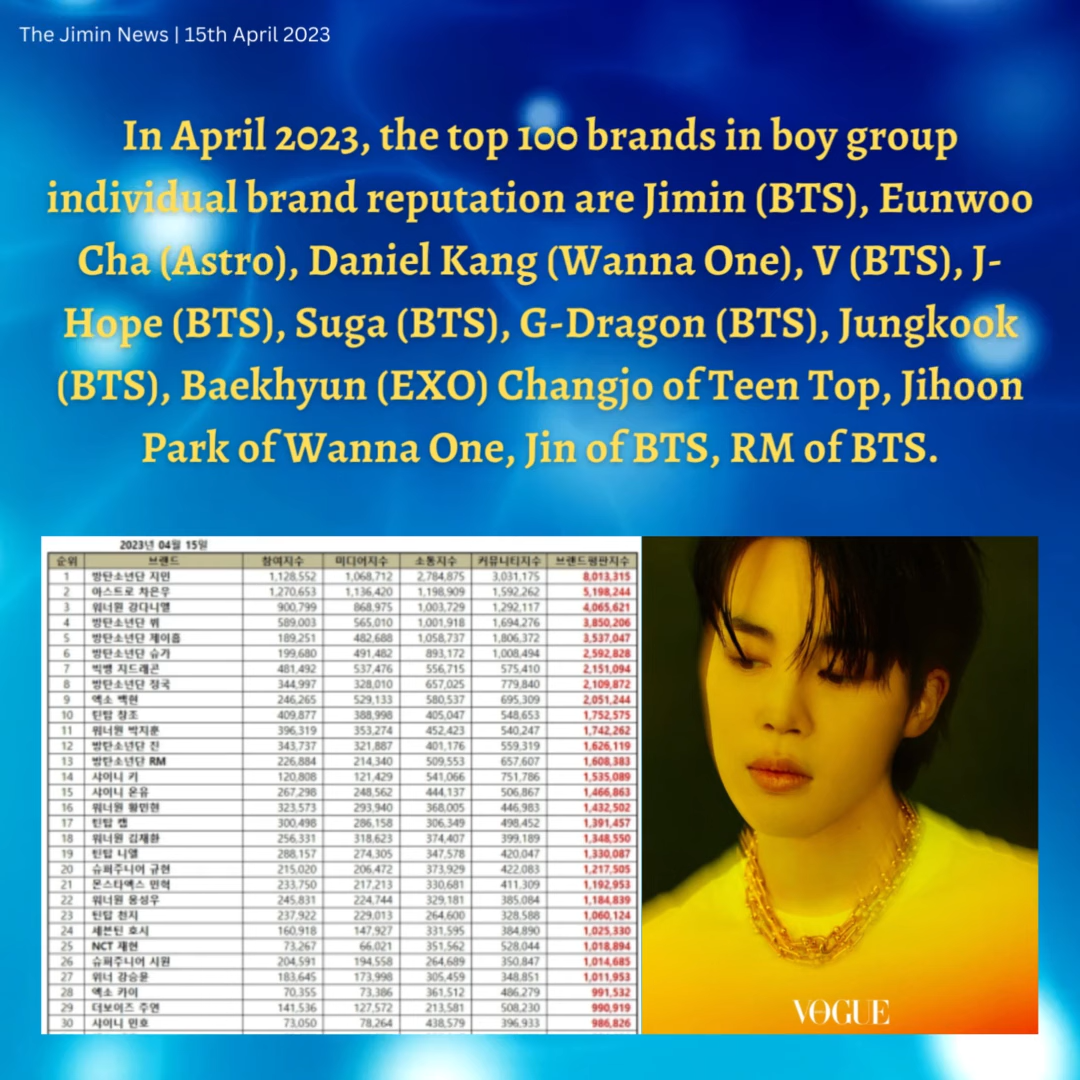 The Jimin News | 15th April 2023
In April 2023, the top 100 brands in boy group
individual brand reputation are Jimin (BTS), Eunwoo
Cha (Astro), Daniel Kang (Wanna One), V (BTS), J-
Hope (BTS), Suga (BTS), G-Dragon (BTS), Jungkook
(BTS), Baekhyun (EXO) Changjo of Teen Top, Jihoon
Park of Wanna One, Jin of BTS, RM of BTS.
2023년 04월 15일
순위 브랜드 참여지수 미디어지수 소통지수 커뮤니티지수 브랜드평판지수
1 방탄소년단 지민 1,128,552 1,068,712 2,784,875 3,031,175 8,013,315
2 아스트로 차은우 1,270,653 1,136,420 1,198,909 1,592,262 5,198,244
3 워너원 강다니엘 900,799 868,975 1,003,729 1,292,117 4,065,621
4 방탄소년단 뷔 589,003 565,010 1,001,918 1,694,276 3,850,206
5 방탄소년단 제이홉 189,251 482,688 1,058,737 1,806,372 3,537,047
6 방탄소년단 슈가 199,680 491,482 893,172 1,008,494 2,592,828
7 빅뱅 지드래곤 481,492 537,476 556,715 575,410 2,151,094
8 방탄소년단 정국 344,997 328,010 657,025 779,840 2,109,872
9 엑소 백현 246,265 529,133 580,537 695,309 2,051,244
10 틴탑 창조 409,877 388,998 405,047 548,653 1,752,575
11 워너원 박지훈 396,319 353,274 452,423 540,247 1,742,262
12 방탄소년단 진 343,737 321,887 401,176 559,319 1,626,119
13 방탄소년단 RM 226,884 214,340 509,553 657,607 1,608,383
14 샤이니 키 120,808 121,429 541,066 751,786 1,535,089
15 샤이니 온유 267,298 248,562 444,137 506,867 1,466,863
16 워너원 황민현 323,573 293,940 368,005 446,983 1,432,502
17 틴탑 캡 300,498 286,158 306,349 498,452 1,391,457
18 워너원 김재환 256,331 318,623 374,407 399,189 1,348,550
19 틴탑 니엘 288,157 274,305 347,578 420,047 1,330,087
20 슈퍼주니어 규현 215,020 206,472 373,929 422,083 1,217,505
21 몬스타엑스 민혁 233,750 217,213 330,681 411,309 1,192,953
22 워너원 옹성우 245,831 224,744 329,181 385,084 1,184,839
23 틴탑 천지 237,922 229,013 264,600 328,588 1,060,124
24 세븐틴 호시 160,918 147,927 331,595 384,890 1,025,330
25 NCT 재현 73,267 66,021 351,562 528,044 1,018,894
26 슈퍼주니어 시원 204,591 194,558 264,689 350,847 1,014,685
27 위너 강승윤 183,645 173,998 305,459 348,851 1,011,953
28 엑소 카이 70,355 73,386 361,512 486,279 991,532
29 더보이즈 주연 141,536 127,572 213,581 508,230 990,919
30 샤이니 민호 73,050 78,264 438,579 396,933 986,826
VOGUE